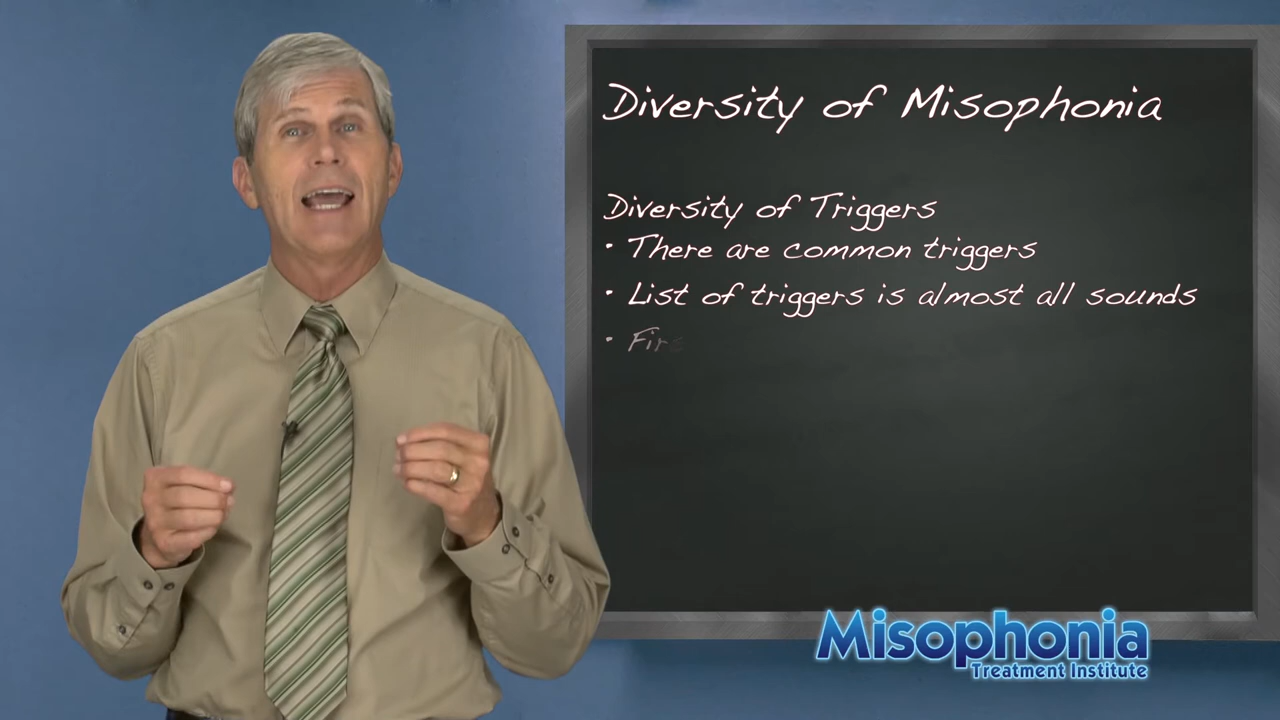 Diversity of Misophonia
Diversity of Triggers
• There are common triggers
• List of triggers is almost all sounds
Misophonia
Treatment Institute